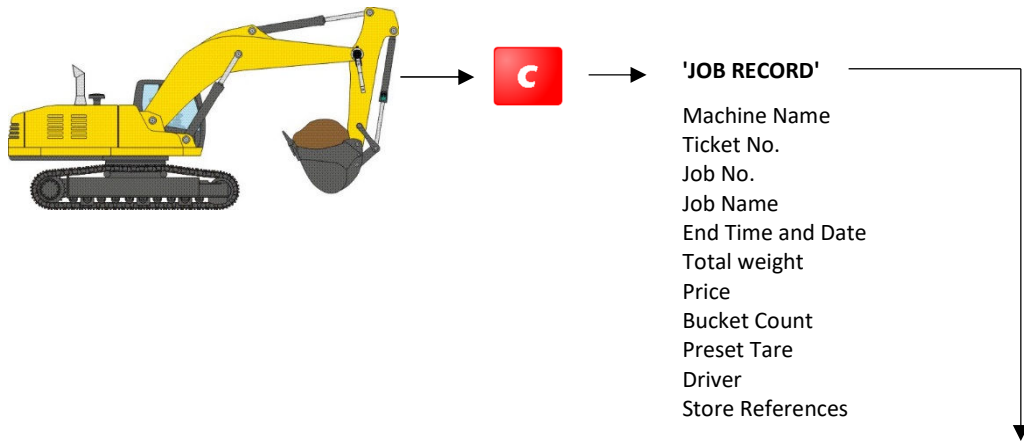 C
'JOB RECORD'
Machine Name
Ticket No.
Job No.
Job Name
End Time and Date
Total weight
Price
Bucket Count
Preset Tare
Driver
Store References